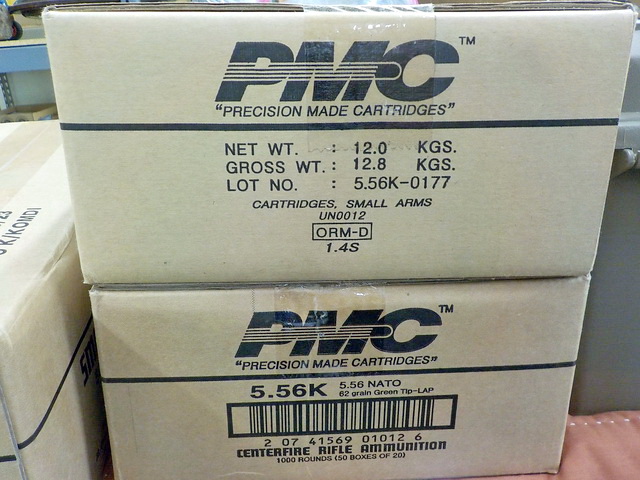 PMC™
"PRECISION MADE CARTRIDGES"
NET WT. : 12.0 KGS.
GROSS WT. : 12.8 KGS.
LOT NO. : 5.56K-0177
CARTRIDGES, SMALL ARMS
UN0012
ORM-D
1.4S
K/KOMDI
PMC™
"PRECISION MADE CARTRIDGES"
5.56K 5.56 NATO
62 grain Green Tip-LAP
2 07 41569 01012 6
CENTERFIRE RIFLE AMMUNITION
1000 ROUNDS (50 BOXES OF 20)